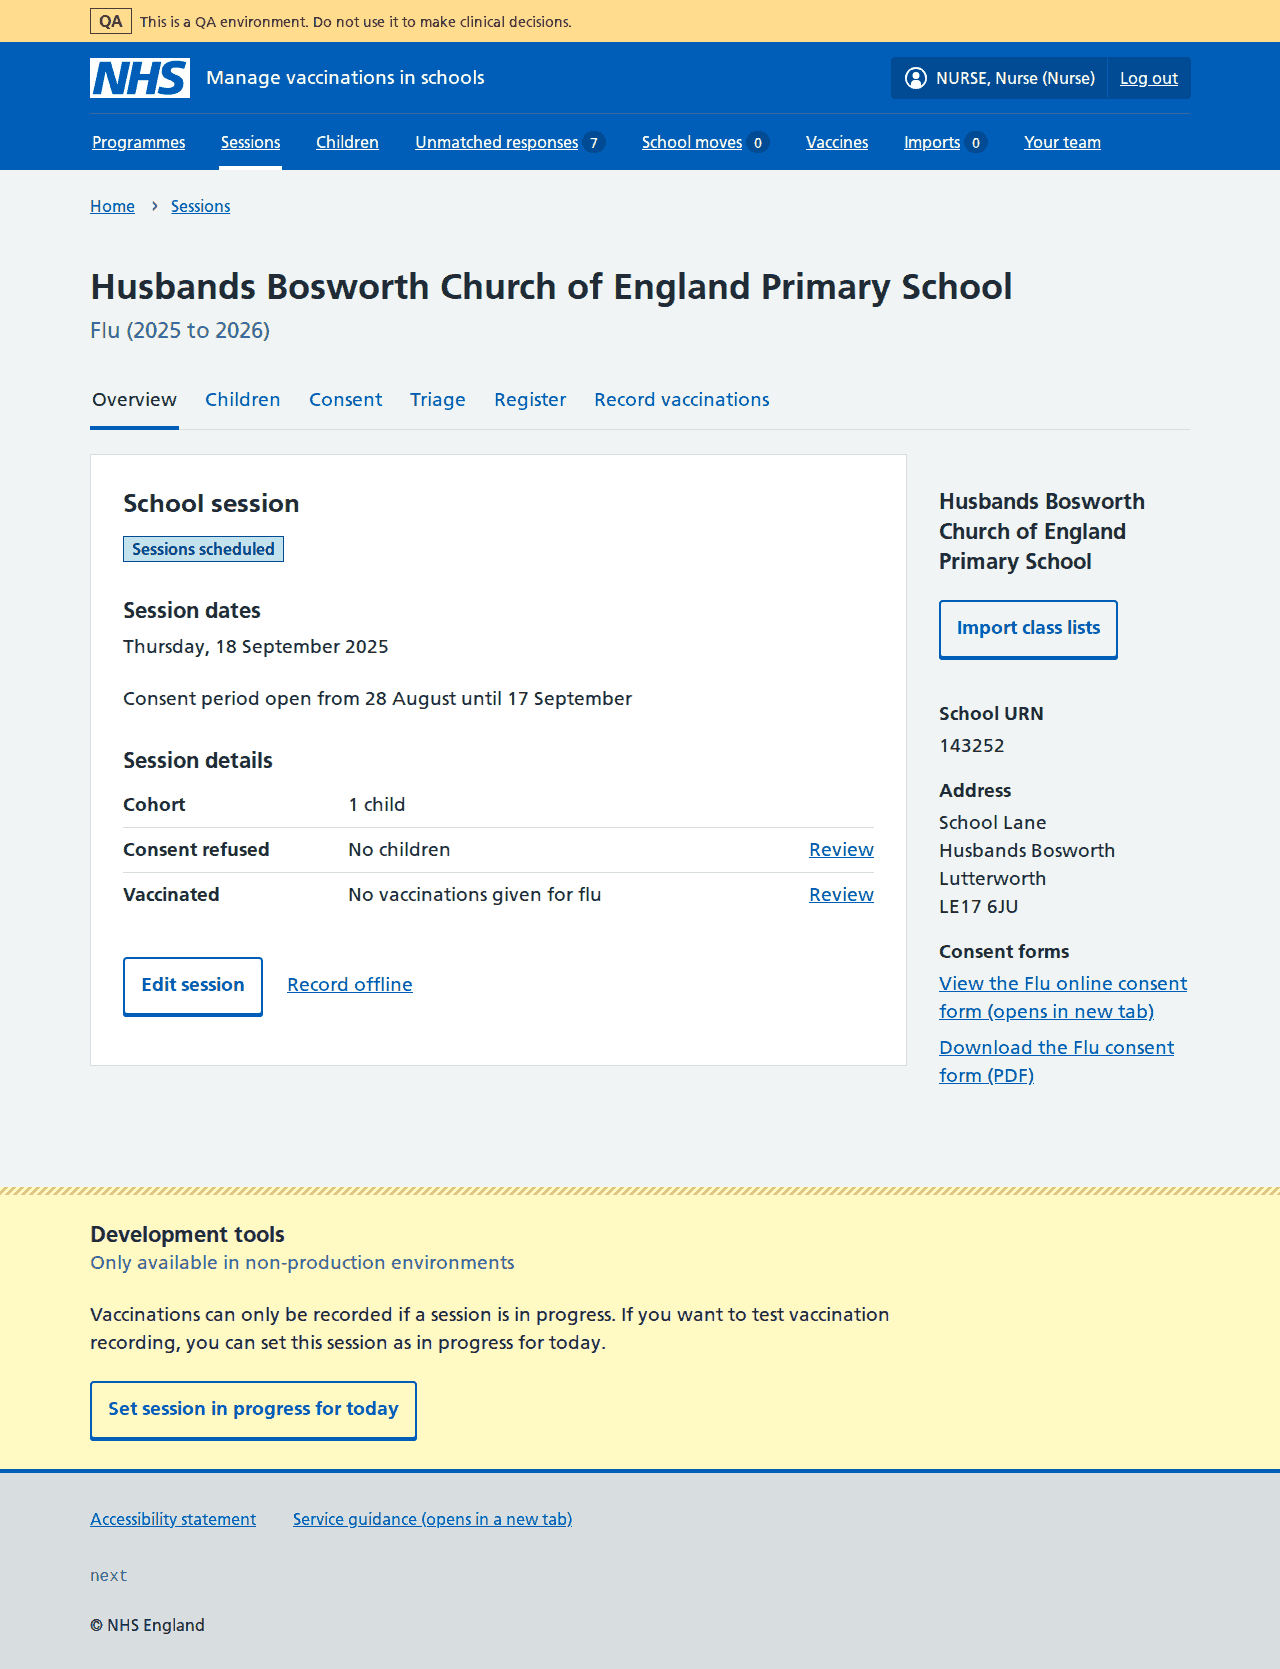 QA This is a QA environment. Do not use it to make clinical decisions.
NHS Manage vaccinations in schools NURSE, Nurse (Nurse) Log out
Programmes Sessions Children Unmatched responses 7 School moves 0 Vaccines Imports 0 Your team
Home › Sessions
Husbands Bosworth Church of England Primary School
Flu (2025 to 2026)
Overview Children Consent Triage Register Record vaccinations
School session
Sessions scheduled
Session dates
Thursday, 18 September 2025
Consent period open from 28 August until 17 September
Session details
Cohort 1 child
Consent refused No children Review
Vaccinated No vaccinations given for flu Review
Edit session Record offline
Husbands Bosworth
Church of England
Primary School
Import class lists
School URN
143252
Address
School Lane
Husbands Bosworth
Lutterworth
LE17 6JU
Consent forms
View the Flu online consent
form (opens in new tab)
Download the Flu consent
form (PDF)
Development tools
Only available in non-production environments
Vaccinations can only be recorded if a session is in progress. If you want to test vaccination
recording, you can set this session as in progress for today.
Set session in progress for today
Accessibility statement Service guidance (opens in a new tab)
next
© NHS England